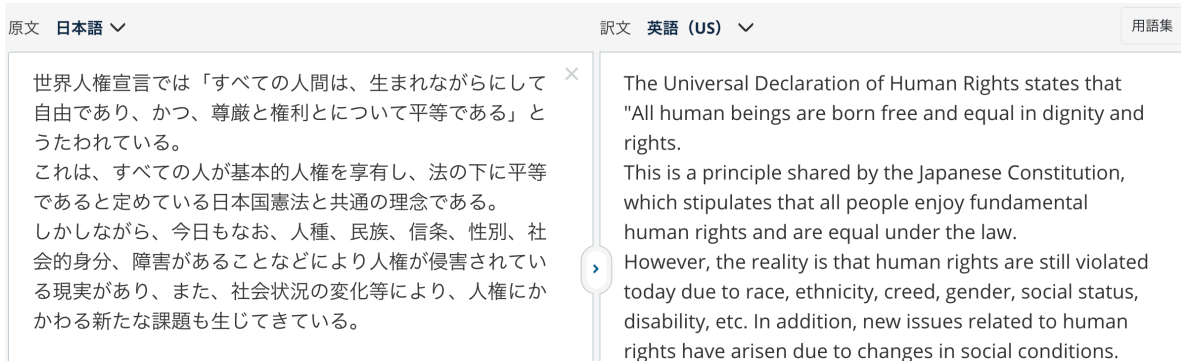 原文 日本語
世界人権宣言では「すべての人間は、生まれながらにして
自由であり、かつ、尊厳と権利とについて平等である」と
うたわれている。
これは、すべての人が基本的人権を享有し、法の下に平等
であると定めている日本国憲法と共通の理念である。
しかしながら、今日もなお、人種、民族、信条、性別、社
会的身分、障害があることなどにより人権が侵害されてい
る現実があり、また、社会状況の変化等により、人権にか
かわる新たな課題も生じてきている。
訳文 英語（US）
用語集
The Universal Declaration of Human Rights states that
"All human beings are born free and equal in dignity and
rights.
This is a principle shared by the Japanese Constitution,
which stipulates that all people enjoy fundamental
human rights and are equal under the law.
However, the reality is that human rights are still violated
today due to race, ethnicity, creed, gender, social status,
disability, etc. In addition, new issues related to human
rights have arisen due to changes in social conditions.